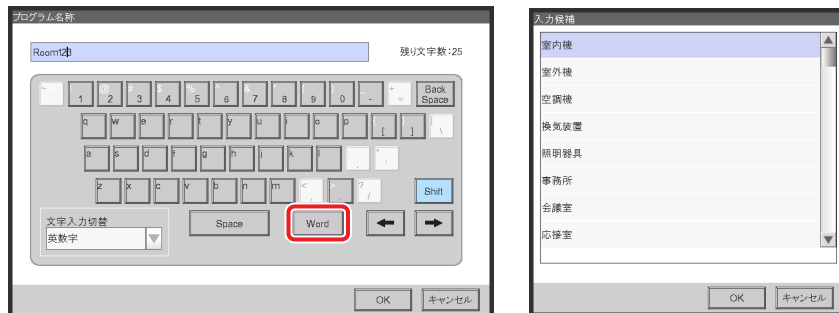 プログラム名称
Room123
残り文字数:25
~ ! @ # $ % ^ & * ( ) _ +
` 1 2 3 4 5 6 7 8 9 0 - = Back Space
q w e r t y u i o p [ ] \
a s d f g h j k l ; '
z x c v b n m < , > . ? / Shift
文字入力切替
英数字
Space
Word
← →
OK キャンセル
入力候補
室内機
室外機
空調機
換気装置
照明器具
事務所
会議室
応接室
OK キャンセル